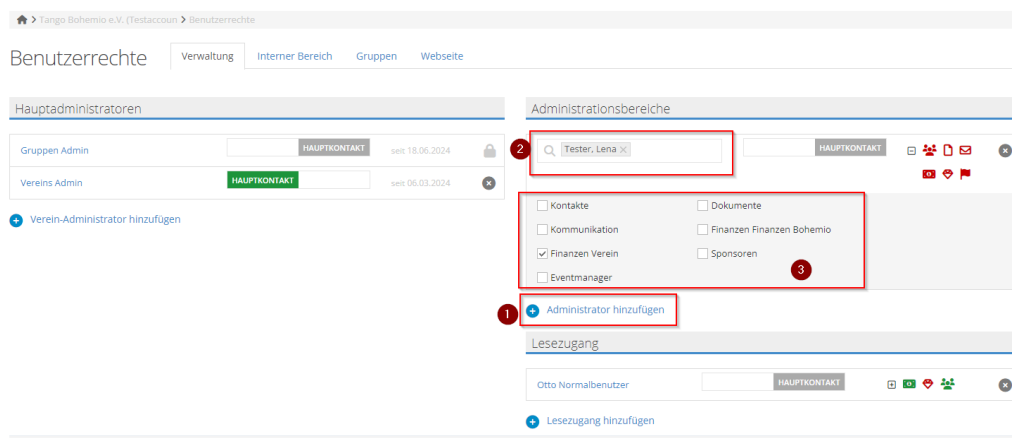 Tango Bohemio e.V. (Testaccoun > Benutzerrechte
Benutzerrechte
Verwaltung
Interner Bereich
Gruppen
Webseite
Hauptadministratoren
Gruppen Admin
HAUPTKONTAKT
seit 18.06.2024
Vereins Admin
HAUPTKONTAKT
seit 06.03.2024
Verein-Administrator hinzufügen
Administrationsbereiche
2
Tester, Lena ×
HAUPTKONTAKT
Kontakte
Dokumente
Kommunikation
Finanzen Finanzen Bohemio
Finanzen Verein
Sponsoren
Eventmanager
3
1
Administrator hinzufügen
Lesezugang
Otto Normalbenutzer
HAUPTKONTAKT
Lesezugang hinzufügen